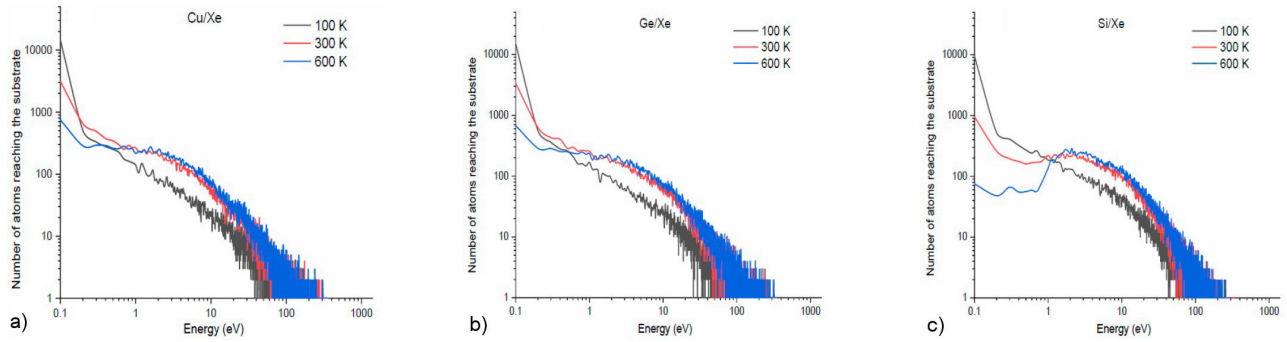 Cu/Xe
100 K
300 K
600 K
10000
1000
100
10
1
0.1
1
10
100
1000
Number of atoms reaching the substrate
Energy (eV)
a)
Ge/Xe
100 K
300 K
600 K
10000
1000
100
10
1
0.1
1
10
100
1000
Number of atoms reaching the substrate
Energy (eV)
b)
Si/Xe
100 K
300 K
600 K
10000
1000
100
10
1
0.1
1
10
100
1000
Number of atoms reaching the substrate
Energy (eV)
c)